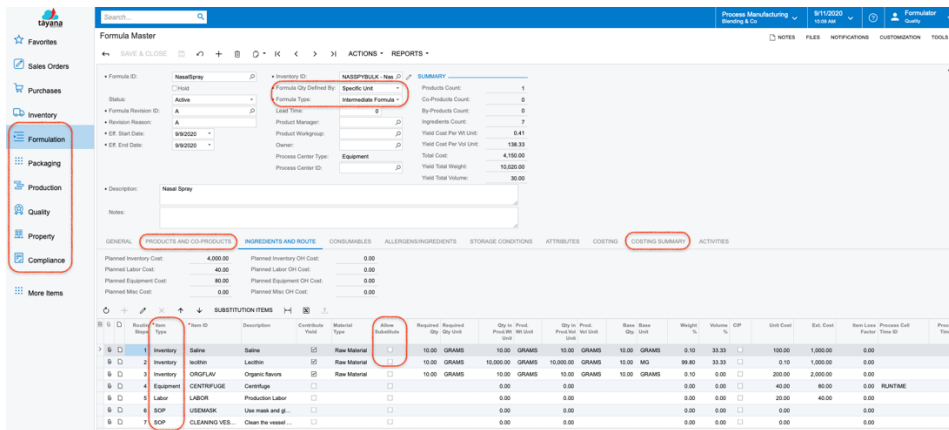 tayana
Search...
Process Manufacturing
Blending & Co
9/11/2020
10:09 AM
Formulator
Quality
Favorites
Sales Orders
Purchases
Inventory
Formulation
Packaging
Production
Quality
Property
Compliance
More Items
Formula Master
NOTES FILES NOTIFICATIONS CUSTOMIZATION TOOLS
SAVE & CLOSE ACTIONS REPORTS
Formula ID: NasalSpray Inventory ID: NASSPYBULK - Nas SUMMARY
Hold Formula Qty Defined By: Specific Unit Products Count: 1
Status: Active Formula Type: Intermediate Formula Co-Products Count: 0
Formula Revision ID: A Lead Time: 0 By-Products Count: 0
Revision Reason: A Product Manager: Ingredients Count: 7
Eff. Start Date: 9/9/2020 Product Workgroup: Yield Cost Per Wt Unit: 0.41
Eff. End Date: 9/9/2020 Owner: Yield Cost Per Vol Unit: 138.33
Process Center Type: Equipment Total Cost: 4,150.00
Process Center ID: Yield Total Weight: 10,020.00
Yield Total Volume: 30.00
Description: Nasal Spray
Notes:
GENERAL PRODUCTS AND CO-PRODUCTS INGREDIENTS AND ROUTE CONSUMABLES ALLERGENS/INGREDIENTS STORAGE CONDITIONS ATTRIBUTES COSTING COSTING SUMMARY ACTIVITIES
Planned Inventory Cost: 4,000.00 Planned Inventory OH Cost: 0.00
Planned Labor Cost: 40.00 Planned Labor OH Cost: 0.00
Planned Equipment Cost: 80.00 Planned Equipment OH Cost: 0.00
Planned Misc Cost: 0.00 Planned Misc OH Cost: 0.00
SUBSTITUTION ITEMS
Item Type *Item ID Description Contribute Yield Material Type Allow Substitute Required Qty Required Qty Unit Qty In Prod.Wt Unit Prod. Wt Unit Qty In Prod.Vol Unit Prod. Vol Unit Base Qty Base Unit Weight % Volume % CIP Unit Cost Ext. Cost Item Loss Factor Process Cell Time ID
1 Inventory Saline Saline Raw Material 10.00 GRAMS 10.00 GRAMS 10.00 GRAMS 10.00 GRAMS 0.10 33.33 100.00 1,000.00 0.00
2 Inventory lecithin Lecithin Raw Material 10.00 GRAMS 10,000.00 GRAMS 10,000.00 GRAMS 10.00 MG 99.80 33.33 0.10 1,000.00 0.00
3 Inventory ORGFLAV Organic flavors Raw Material 10.00 GRAMS 10.00 GRAMS 10.00 GRAMS 10.00 GRAMS 0.10 0.00 200.00 2,000.00 0.00
4 Equipment CENTRIFUGE Centrifuge 0.00 0.00 0.00 0.00 40.00 80.00 0.00 RUNTIME
5 Labor LABOR Production Labor 0.00 0.00 0.00 0.00 20.00 40.00 0.00
6 SOP USEMASK Use mask and gl... 0.00 0.00 0.00 0.00 0.00 0.00
7 SOP CLEANING VES... Clean the vessel ... 0.00 0.00 0.00 0.00 0.00 0.00